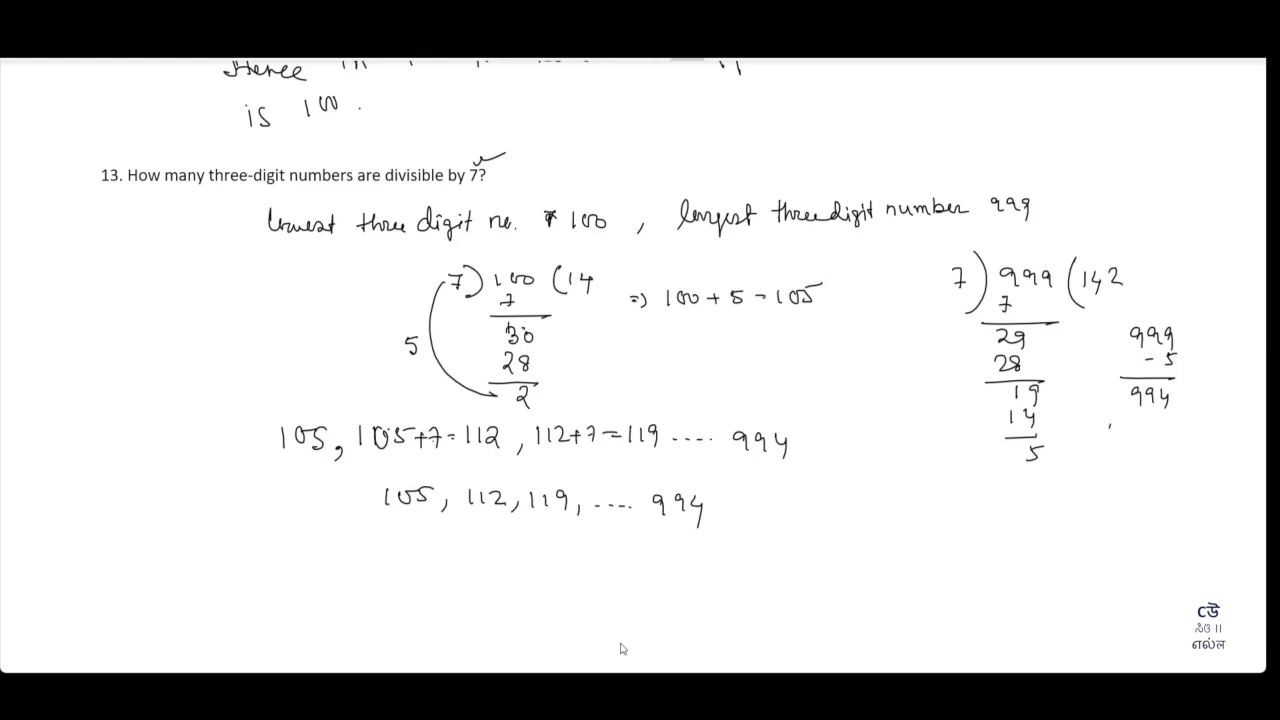 Hence
is 100.
13. How many three-digit numbers are divisible by 7?
lowest three digit no. 100 , largest three digit number 999
7 ) 100 ( 14 => 100 + 5 = 105 7 ) 999 ( 142
7 7
30 29 999
5 28 28 - 5
2 19 994
14
105, 105+7=112, 112+7=119 .... 994
5
105, 112, 119, .... 994
டு
எல்ல